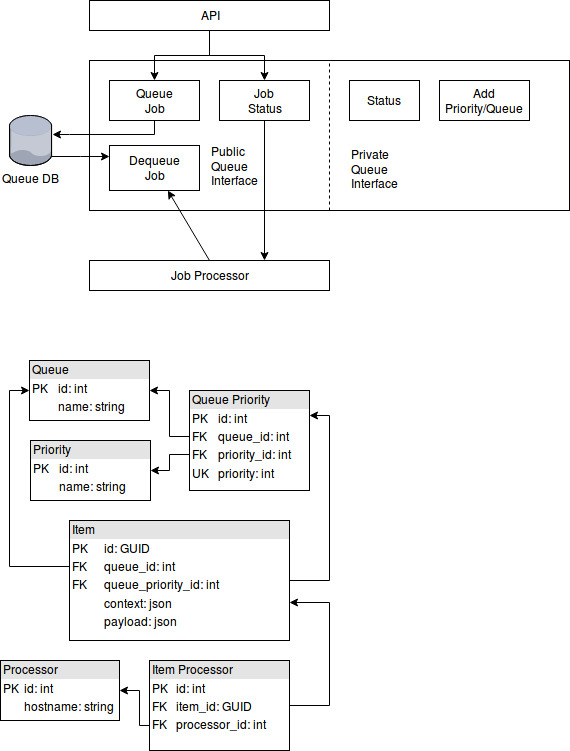 API
Queue
Job
Job
Status
Status
Add
Priority/Queue
Queue DB
Dequeue
Job
Public
Queue
Interface
Private
Queue
Interface
Job Processor
Queue
PK id: int
name: string
Queue Priority
PK id: int
FK queue_id: int
FK priority_id: int
UK priority: int
Priority
PK id: int
name: string
Item
PK id: GUID
FK queue_id: int
FK queue_priority_id: int
context: json
payload: json
Processor
PK id: int
hostname: string
Item Processor
PK id: int
FK item_id: GUID
FK processor_id: int